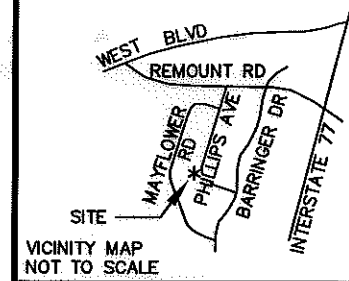 WEST BLVD
REMOUNT RD
MAYFLOWER RD
PHILLIPS AVE
BARRINGER DR
INTERSTATE 77
SITE
VICINITY MAP
NOT TO SCALE